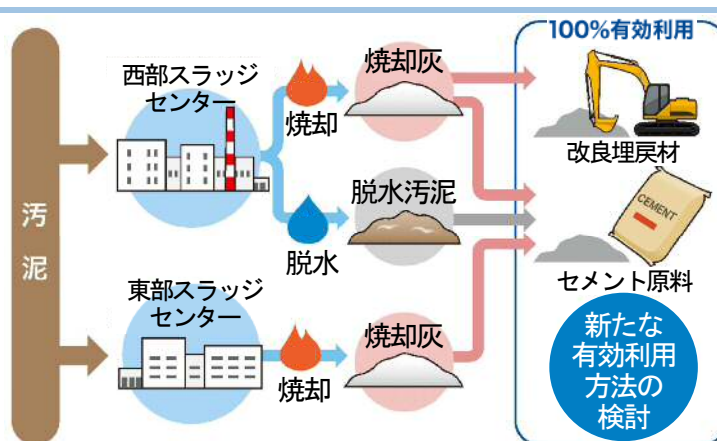 100%有効利用
汚泥
西部スラッジ
センター
焼却
焼却灰
改良埋戻材
脱水
脱水汚泥
CEMENT
セメント原料
東部スラッジ
センター
焼却
焼却灰
新たな
有効利用
方法の
検討